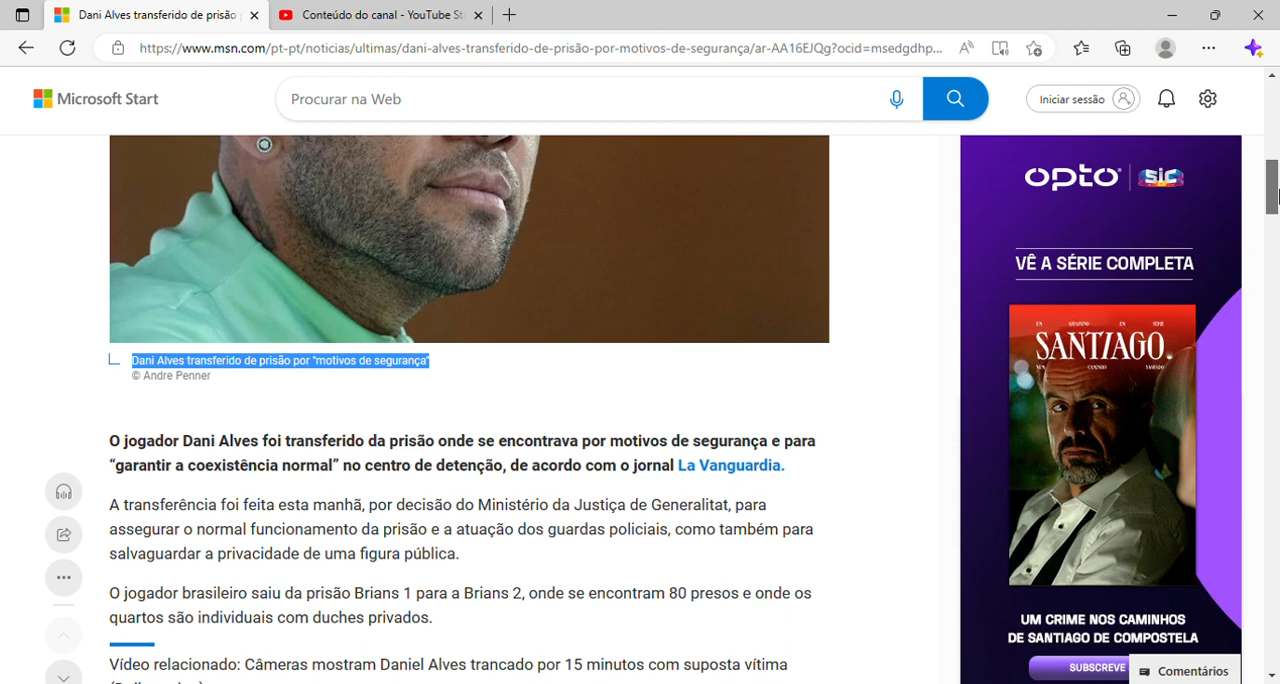 Dani Alves transferido de prisão
Conteúdo do canal - YouTube St
https://www.msn.com/pt-pt/noticias/ultimas/dani-alves-transferido-de-prisão-por-motivos-de-segurança/ar-AA16EJQg?ocid=msedgdhp...
Microsoft Start
Procurar na Web
Iniciar sessão
opto SIC
VÊ A SÉRIE COMPLETA
SANTIAGO.
UM CRIME NOS CAMINHOS
DE SANTIAGO DE COMPOSTELA
SUBSCREVE
Comentários
Dani Alves transferido de prisão por "motivos de segurança"
© Andre Penner
O jogador Dani Alves foi transferido da prisão onde se encontrava por motivos de segurança e para
“garantir a coexistência normal” no centro de detenção, de acordo com o jornal La Vanguardia.
A transferência foi feita esta manhã, por decisão do Ministério da Justiça de Generalitat, para
assegurar o normal funcionamento da prisão e a atuação dos guardas policiais, como também para
salvaguardar a privacidade de uma figura pública.
O jogador brasileiro saiu da prisão Brians 1 para a Brians 2, onde se encontram 80 presos e onde os
quartos são individuais com duches privados.
Vídeo relacionado: Câmeras mostram Daniel Alves trancado por 15 minutos com suposta vítima